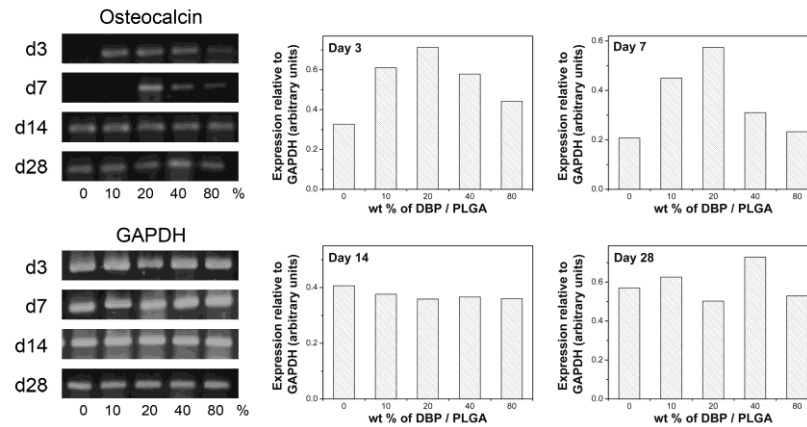 Osteocalcin
d3
d7
d14
d28
0 10 20 40 80 %
GAPDH
d3
d7
d14
d28
0 10 20 40 80 %
Day 3
Expression relative to
GAPDH (arbitrary units)
0.6
0.4
0.2
0.0
0 10 20 40 80
wt % of DBP / PLGA
Day 7
Expression relative to
GAPDH (arbitrary units)
0.6
0.4
0.2
0.0
0 10 20 40 80
wt % of DBP / PLGA
Day 14
Expression relative to
GAPDH (arbitrary units)
0.4
0.2
0.0
0 10 20 40 80
wt % of DBP / PLGA
Day 28
Expression relative to
GAPDH (arbitrary units)
0.6
0.4
0.2
0.0
0 10 20 40 80
wt % of DBP / PLGA